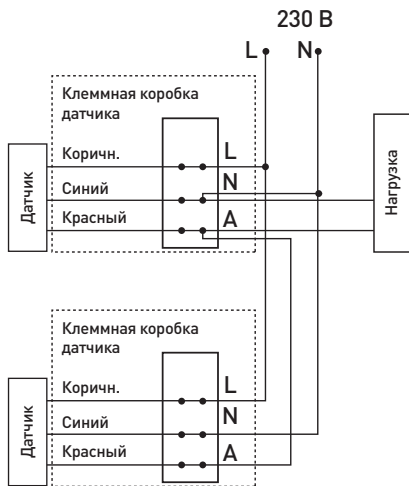 230 В
L N
Клеммная коробка
датчика
Датчик
Коричн.
Синий
Красный
L
N
A
Нагрузка
Клеммная коробка
датчика
Датчик
Коричн.
Синий
Красный
L
N
A